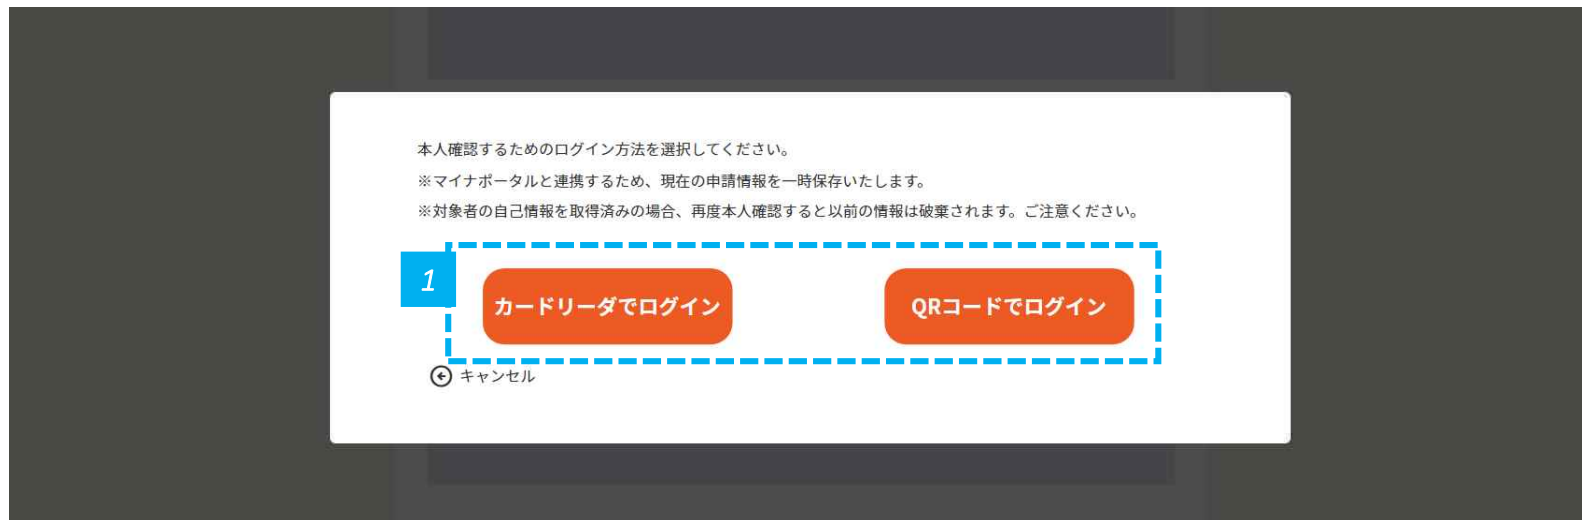 本人確認するためのログイン方法を選択してください。
※マイナポータルと連携するため、現在の申請情報を一時保存いたします。
※対象者の自己情報を取得済みの場合、再度本人確認すると以前の情報は破棄されます。ご注意ください。
1
カードリーダでログイン
QRコードでログイン
キャンセル